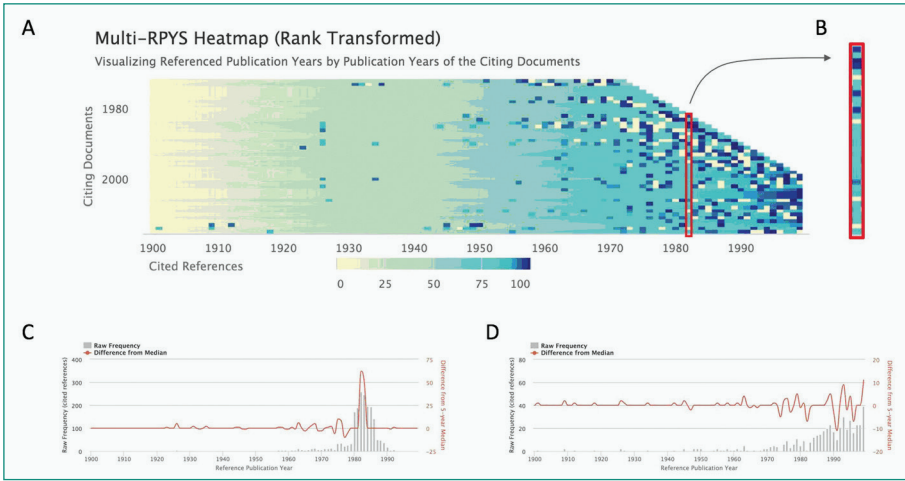 A
B
Multi-RPYS Heatmap (Rank Transformed)
Visualizing Referenced Publication Years by Publication Years of the Citing Documents
Citing Documents
1980
2000
1900 1910 1920 1930 1940 1950 1960 1970 1980 1990
Cited References
0 25 50 75 100
C
Raw Frequency
Difference from Median
Raw Frequency (cited references)
400
300
200
100
0
75
50
25
0
-25
Difference from 5-year Median
1900 1910 1920 1930 1940 1950 1960 1970 1980 1990
Reference Publication Year
D
Raw Frequency
Difference from Median
Raw Frequency (cited references)
80
60
40
20
0
20
10
0
-10
-20
Difference from 5-year Median
1900 1910 1920 1930 1940 1950 1960 1970 1980 1990
Reference Publication Year